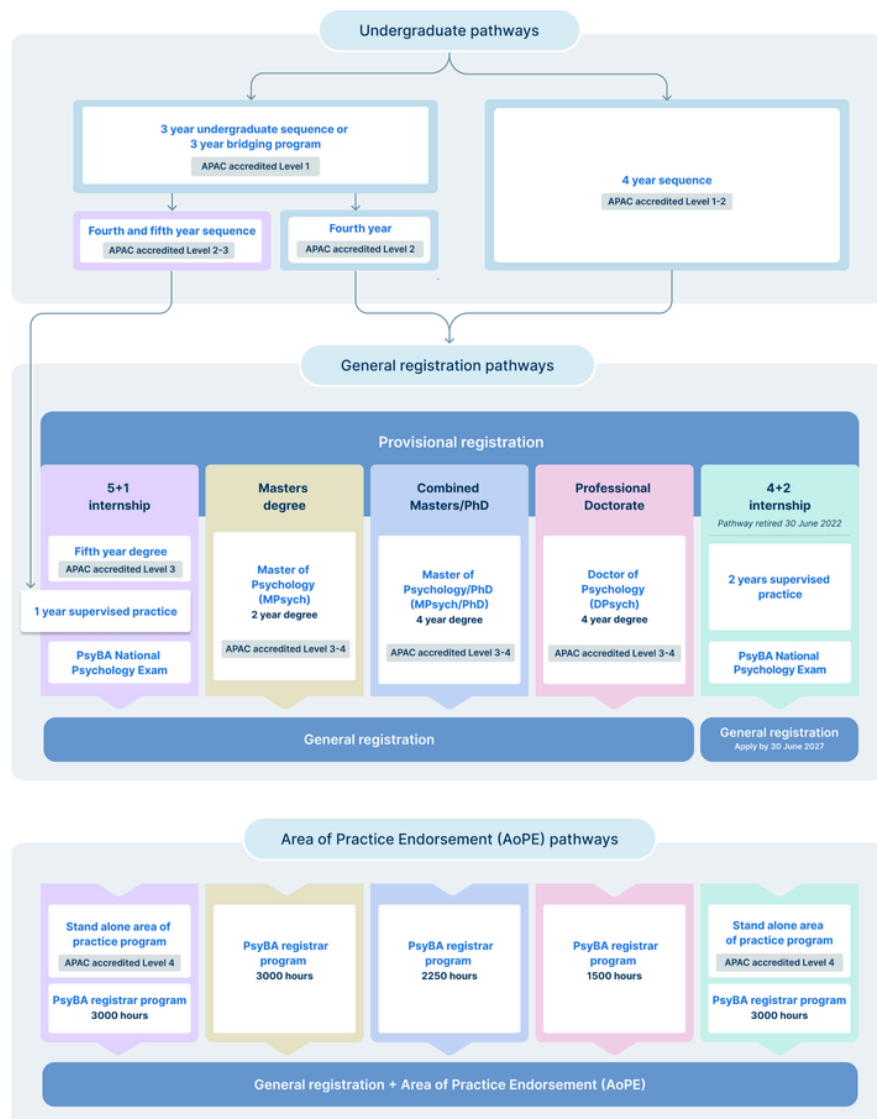 Undergraduate pathways
3 year undergraduate sequence or
3 year bridging program
APAC accredited Level 1
4 year sequence
APAC accredited Level 1-2
Fourth and fifth year sequence
APAC accredited Level 2-3
Fourth year
APAC accredited Level 2
General registration pathways
Provisional registration
5+1
internship
Fifth year degree
APAC accredited Level 3
1 year supervised practice
PsyBA National
Psychology Exam
Masters
degree
Master of
Psychology
(MPsych)
2 year degree
APAC accredited Level 3-4
Combined
Masters/PhD
Master of
Psychology/PhD
(MPsych/PhD)
4 year degree
APAC accredited Level 3-4
Professional
Doctorate
Doctor of
Psychology
(DPsych)
4 year degree
APAC accredited Level 3-4
4+2
internship
Pathway retired 30 June 2022
2 years supervised
practice
PsyBA National
Psychology Exam
General registration
General registration
Apply by 30 June 2027
Area of Practice Endorsement (AoPE) pathways
Stand alone area of
practice program
APAC accredited Level 4
PsyBA registrar program
3000 hours
PsyBA registrar
program
3000 hours
PsyBA registrar
program
2250 hours
PsyBA registrar
program
1500 hours
Stand alone area
of practice program
APAC accredited Level 4
PsyBA registrar program
3000 hours
General registration + Area of Practice Endorsement (AoPE)